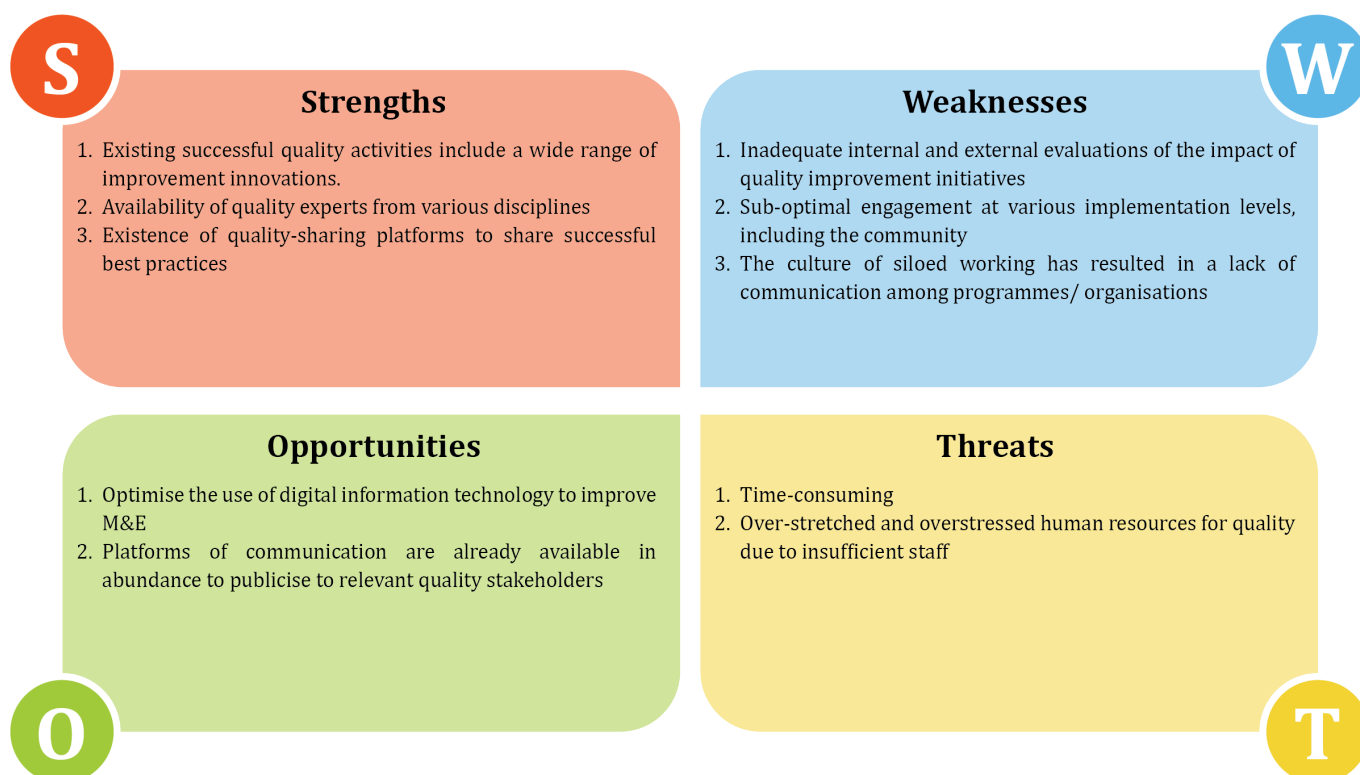 S
Strengths
1. Existing successful quality activities include a wide range of
improvement innovations.
2. Availability of quality experts from various disciplines
3. Existence of quality-sharing platforms to share successful
best practices
W
Weaknesses
1. Inadequate internal and external evaluations of the impact of
quality improvement initiatives
2. Sub-optimal engagement at various implementation levels,
including the community
3. The culture of siloed working has resulted in a lack of
communication among programmes/ organisations
O
Opportunities
1. Optimise the use of digital information technology to improve
M&E
2. Platforms of communication are already available in
abundance to publicise to relevant quality stakeholders
T
Threats
1. Time-consuming
2. Over-stretched and overstressed human resources for quality
due to insufficient staff